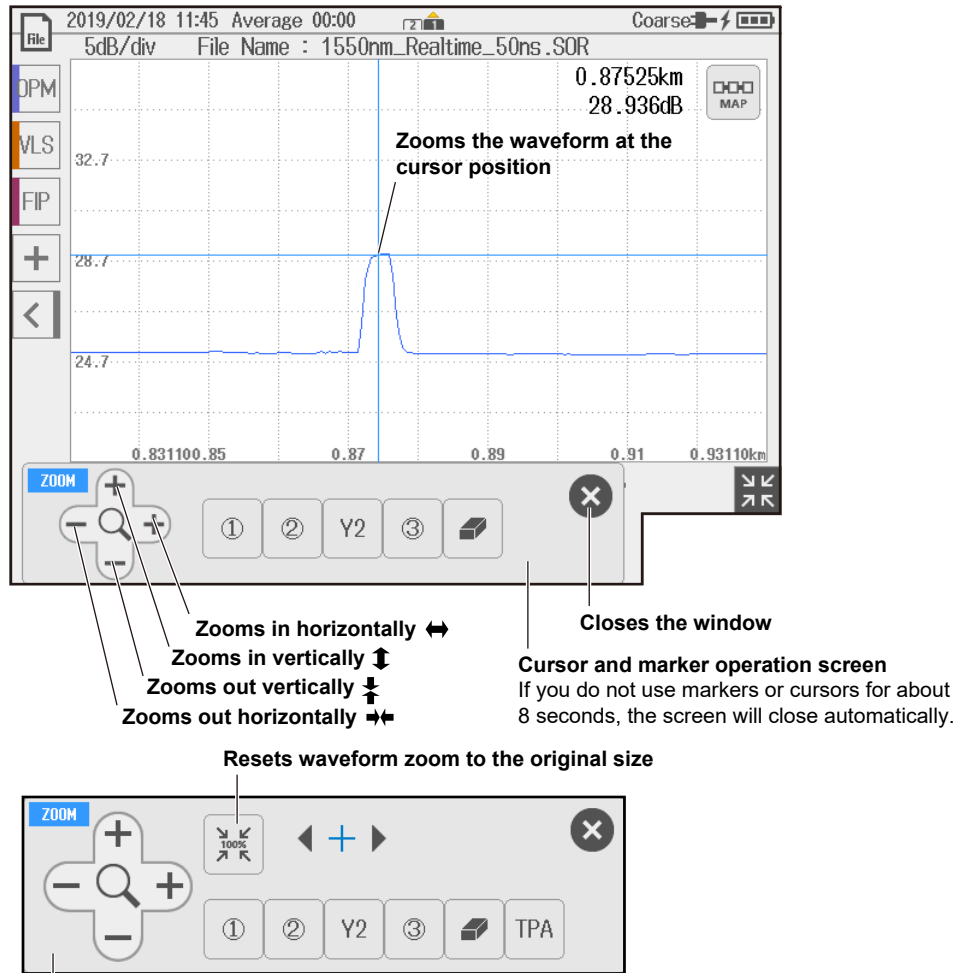 File
2019/02/18 11:45 Average 00:00
2 1
Coarse
5dB/div File Name : 1550nm_Realtime_50ns.SOR
OPM
VLS
FIP
0.87525km
28.936dB
MAP
Zooms the waveform at the
cursor position
32.7
28.7
24.7
0.831100.85 0.87 0.89 0.91 0.93110km
ZOOM
① ② Y2 ③
Zooms in horizontally
Zooms in vertically
Zooms out vertically
Zooms out horizontally
Closes the window
Cursor and marker operation screen
If you do not use markers or cursors for about
8 seconds, the screen will close automatically.
Resets waveform zoom to the original size
ZOOM
100%
① ② Y2 ③ TPA